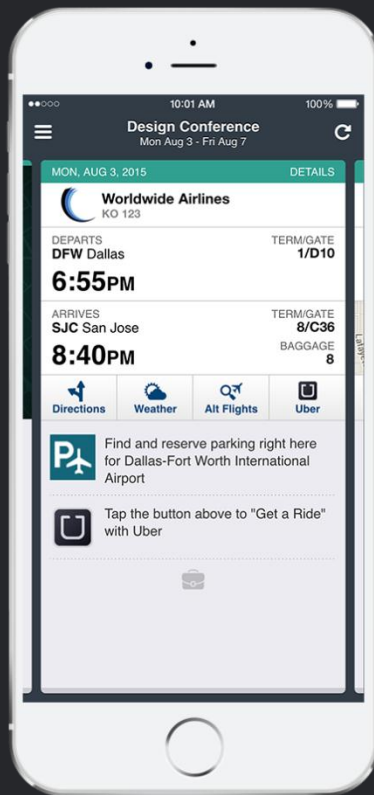 10:01 AM 100%
Design Conference
Mon Aug 3 - Fri Aug 7
MON, AUG 3, 2015 DETAILS
Worldwide Airlines
KO 123
DEPARTS TERM/GATE
DFW Dallas 1/D10
6:55PM
ARRIVES TERM/GATE
SJC San Jose 8/C36
8:40PM BAGGAGE
8
Directions Weather Alt Flights Uber
P Find and reserve parking right here
for Dallas-Fort Worth International
Airport
Tap the button above to "Get a Ride"
with Uber